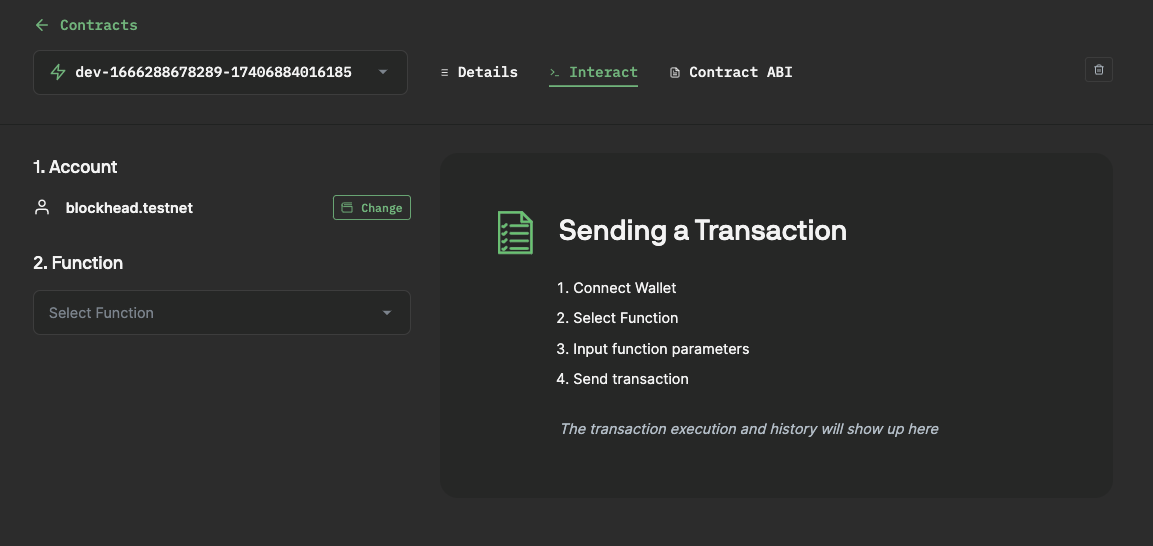 Contracts
dev-1666288678289-17406884016185
Details
Interact
Contract ABI
1. Account
blockhead.testnet
Change
2. Function
Select Function
Sending a Transaction
1. Connect Wallet
2. Select Function
3. Input function parameters
4. Send transaction
The transaction execution and history will show up here